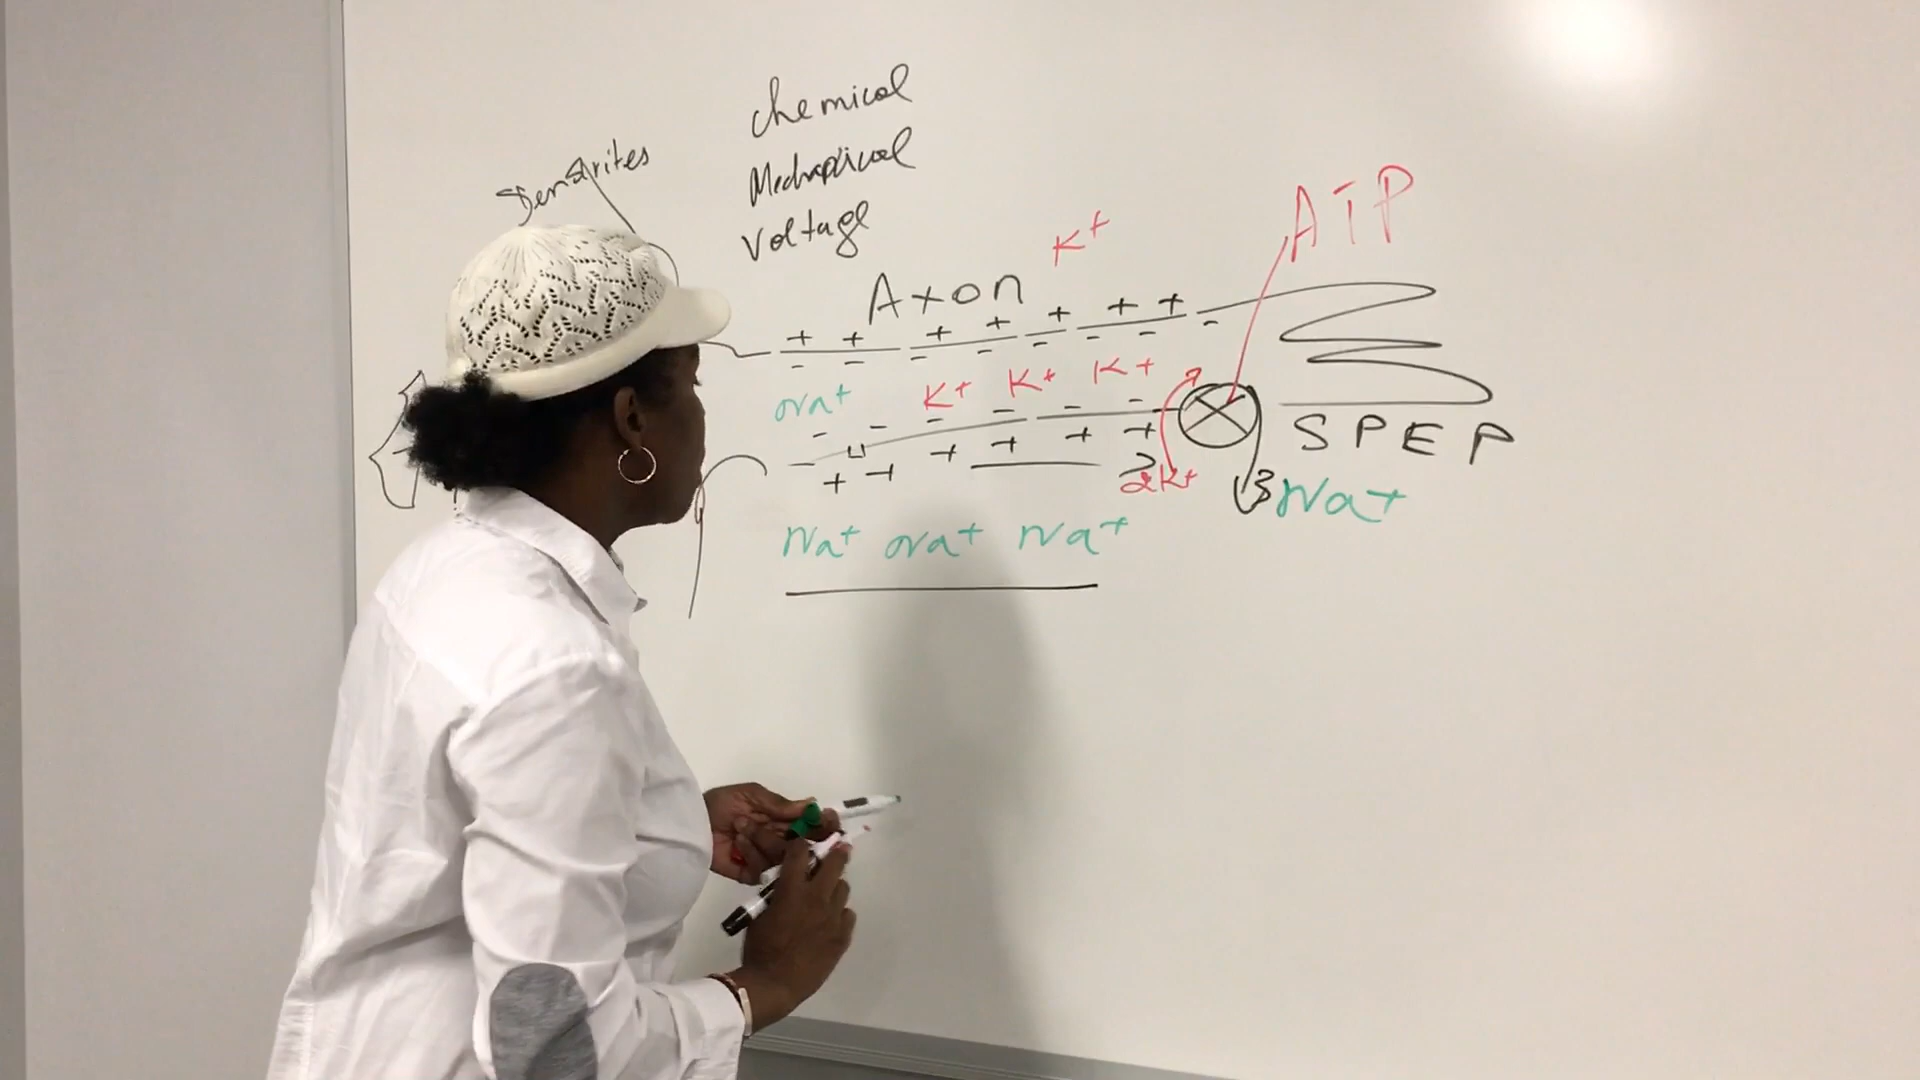 chemical
Dendrites
Mechanical
Voltage
K+
ATP
Axon
+ + + + + + +
- - - - - - -
Na+ K+ K+ K+
- - - - - -
+ + + + + +
SPEP
2K+
3Na+
Na+ Na+ Na+